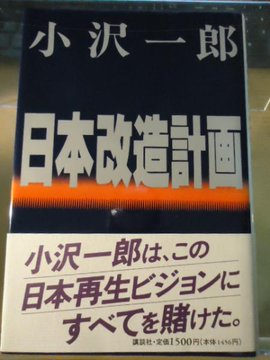 小沢一郎
日本改造計画
小沢一郎は、この
日本再生ビジョンに
すべてを賭けた。
講談社・定価1500円(本体1456円)